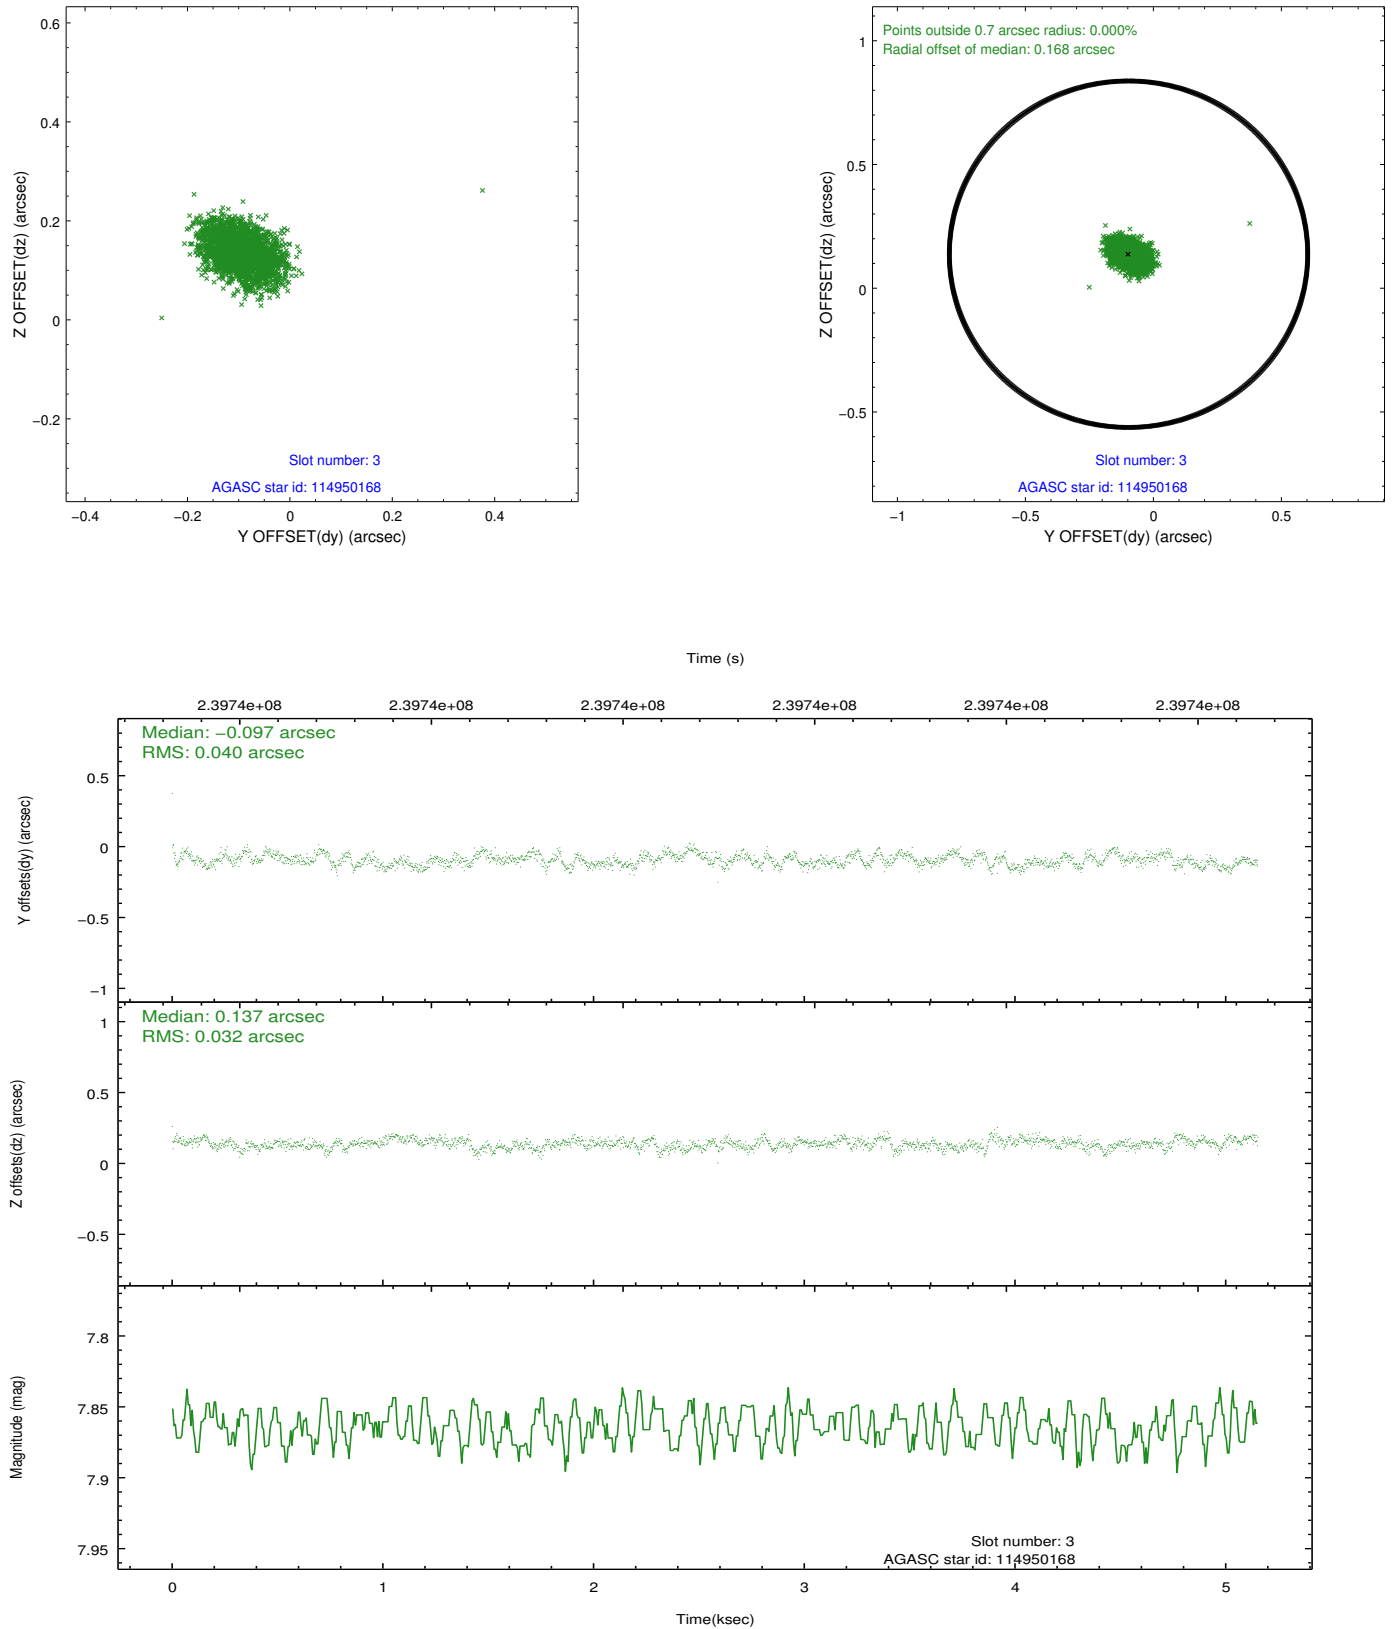 0.6
0.4
0.2
0
−0.2
Z OFFSET(dz) (arcsec)
Slot number: 3
AGASC star id: 114950168
−0.4
−0.2
0
0.2
0.4
Y OFFSET(dy) (arcsec)
Points outside 0.7 arcsec radius: 0.000%
Radial offset of median: 0.168 arcsec
1
0.5
0
−0.5
Z OFFSET(dz) (arcsec)
Slot number: 3
AGASC star id: 114950168
−1
−0.5
0
0.5
Y OFFSET(dy) (arcsec)
Time (s)
2.3974e+08
2.3974e+08
2.3974e+08
2.3974e+08
2.3974e+08
2.3974e+08
Median: −0.097 arcsec
RMS: 0.040 arcsec
0.5
0
−0.5
−1
Y offsets(dy) (arcsec)
Median: 0.137 arcsec
RMS: 0.032 arcsec
1
0.5
0
−0.5
Z offsets(dz) (arcsec)
7.8
7.85
7.9
7.95
Magnitude (mag)
Slot number: 3
AGASC star id: 114950168
0
1
2
3
4
5
Time(ksec)